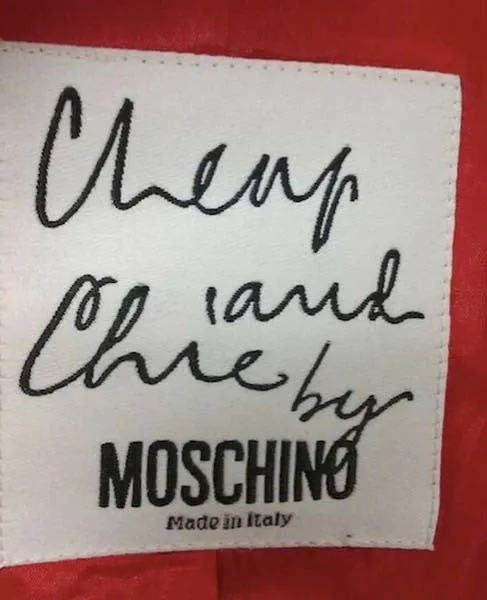 Cheap
and
Chic by
MOSCHINO
Made in Italy